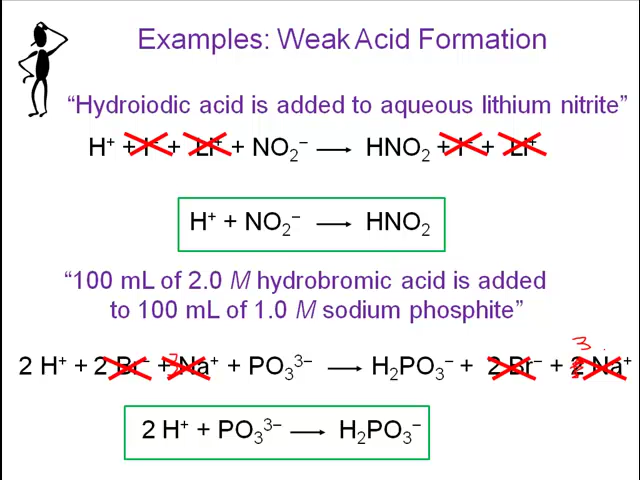 Examples: Weak Acid Formation
“Hydroiodic acid is added to aqueous lithium nitrite”
H⁺ + I⁻ + Li⁺ + NO₂⁻ ⟶ HNO₂ + I⁻ + Li⁺
H⁺ + NO₂⁻ ⟶ HNO₂
“100 mL of 2.0 M hydrobromic acid is added
to 100 mL of 1.0 M sodium phosphite”
3
2 H⁺ + 2 Br⁻ + 3 Na⁺ + PO₃³⁻ ⟶ H₂PO₃⁻ + 2 Br⁻ + 2 Na⁺
2 H⁺ + PO₃³⁻ ⟶ H₂PO₃⁻